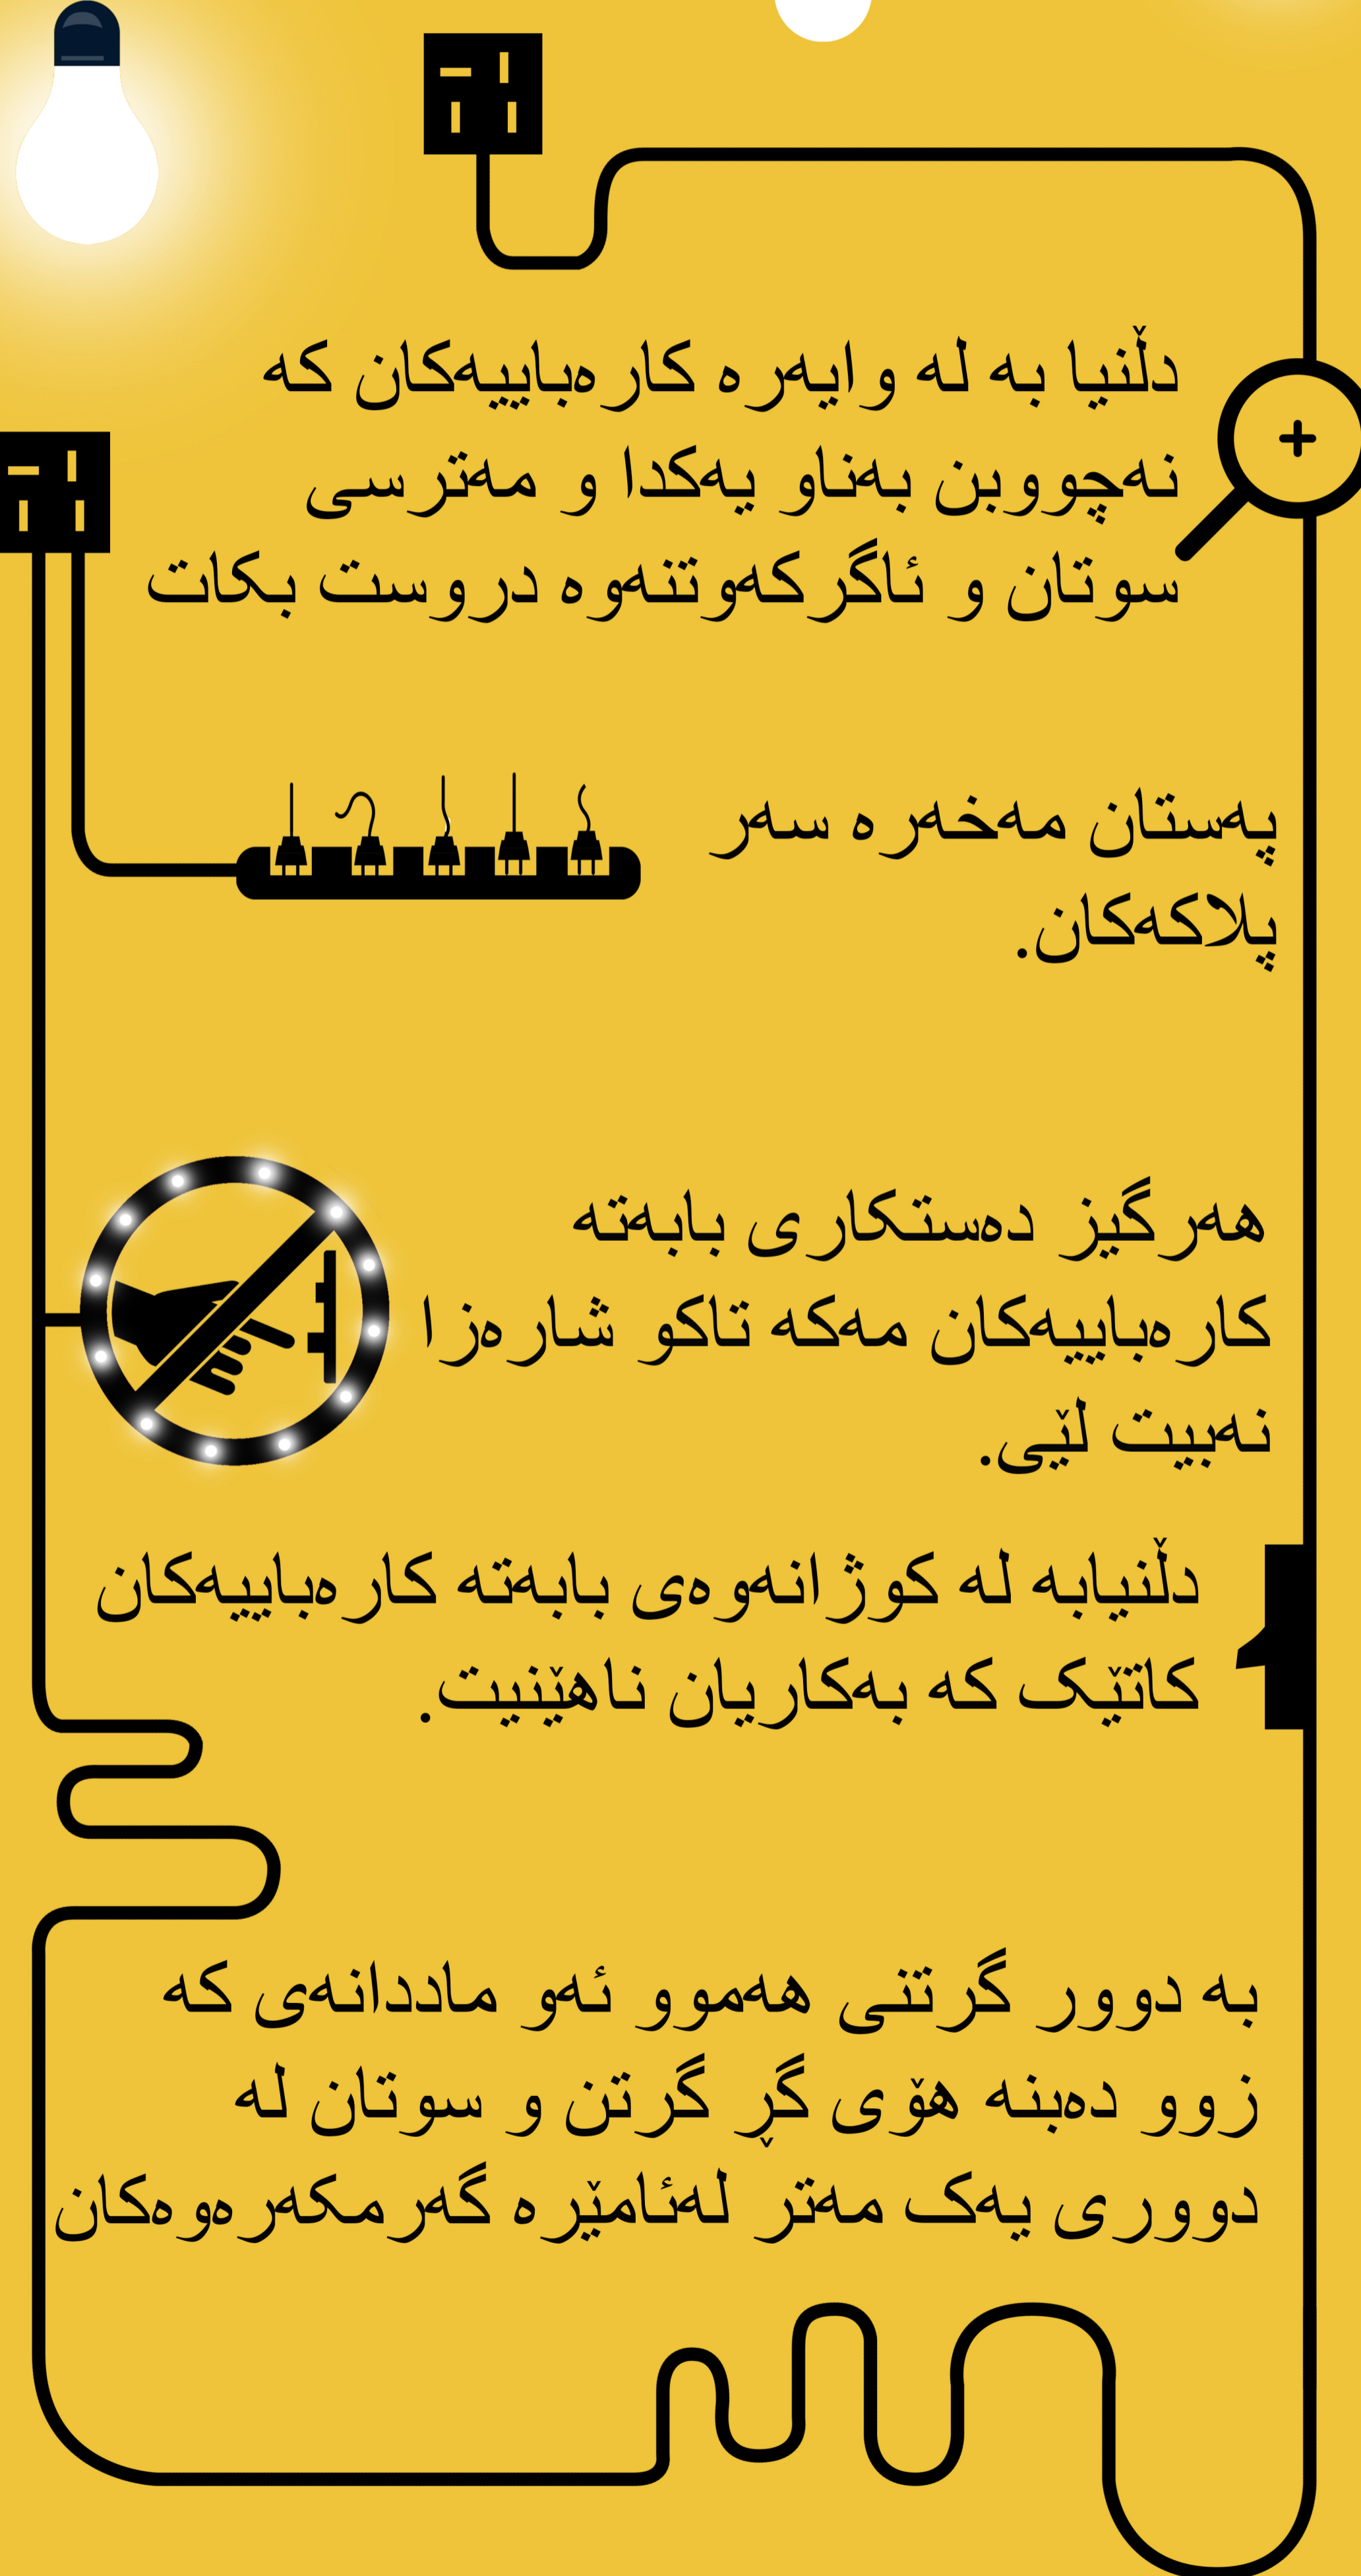 دڵنیا بە لە وایەرە کارەباییەکان کە
نەچووبن بەناو یەکدا و مەترسی
سوتان و ئاگرکەوتنەوە دروست بکات
پەستان مەخەرە سەر
پلاکەکان.
هەرگیز دەستکاری بابەتە
کارەباییەکان مەکە تاکو شارەزا
نەبیت لێی.
دڵنیابە لە کوژانەوەی بابەتە کارەباییەکان
کاتێک کە بەکاریان ناهێنیت.
بە دوور گرتنی هەموو ئەو ماددانەی کە
زوو دەبنە هۆی گڕ گرتن و سوتان لە
دووری یەک مەتر لەئامێرە گەرمکەرەوەکان